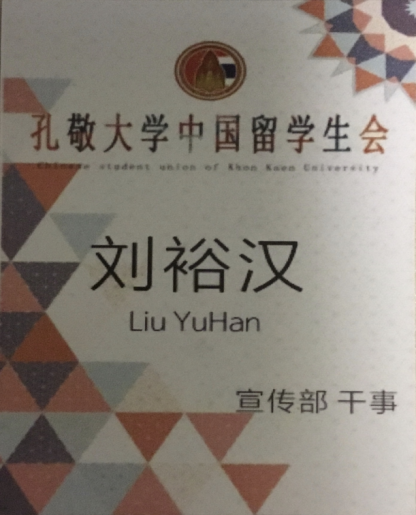 孔敬大学中国留学生会
Chinese student union of Khon Kaen University
刘裕汉
Liu YuHan
宣传部 干事